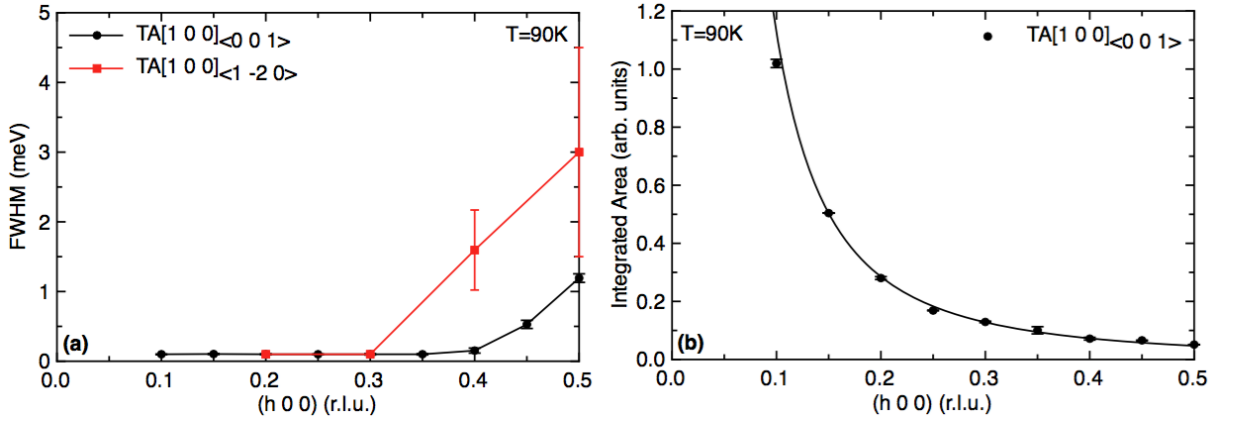 5
4
3
2
1
0
FWHM (meV)
TA[1 0 0]<0 0 1>
TA[1 0 0]<1 -2 0>
T=90K
(a)
0.0 0.1 0.2 0.3 0.4 0.5
(h 0 0) (r.l.u.)
1.2
1.0
0.8
0.6
0.4
0.2
0.0
Integrated Area (arb. units)
T=90K
TA[1 0 0]<0 0 1>
(b)
0.0 0.1 0.2 0.3 0.4 0.5
(h 0 0) (r.l.u.)